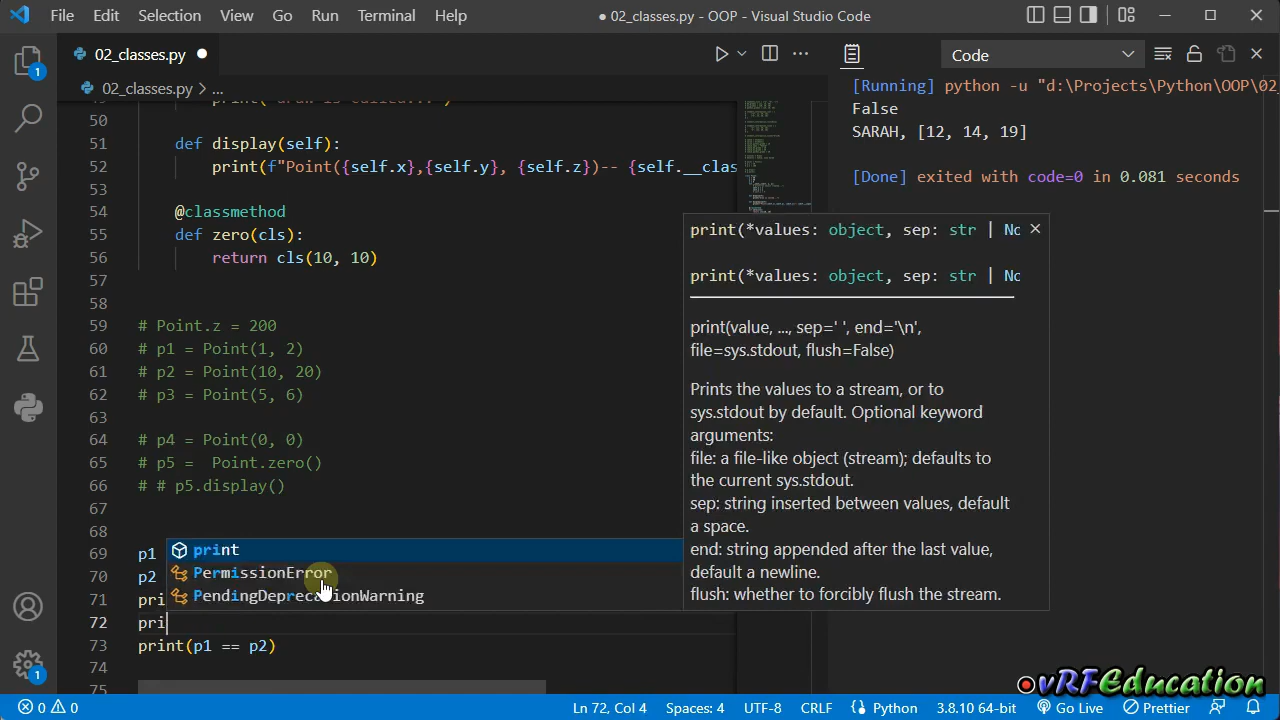 File Edit Selection View Go Run Terminal Help
● 02_classes.py - OOP - Visual Studio Code
02_classes.py
02_classes.py > ...
50
51 def display(self):
52 print(f"Point({self.x},{self.y}, {self.z})-- {self.__clas
53
54 @classmethod
55 def zero(cls):
56 return cls(10, 10)
57
58
59 # Point.z = 200
60 # p1 = Point(1, 2)
61 # p2 = Point(10, 20)
62 # p3 = Point(5, 6)
63
64 # p4 = Point(0, 0)
65 # p5 =  Point.zero()
66 # # p5.display()
67
68
69 p1
70 p2
71 pri
72 pri
73 print(p1 == p2)
74
75
print
PermissionError
PendingDeprecationWarning
print(*values: object, sep: str | Nc
print(*values: object, sep: str | Nc
print(value, ..., sep=' ', end='\n',
file=sys.stdout, flush=False)
Prints the values to a stream, or to
sys.stdout by default. Optional keyword
arguments:
file: a file-like object (stream); defaults to
the current sys.stdout.
sep: string inserted between values, default
a space.
end: string appended after the last value,
default a newline.
flush: whether to forcibly flush the stream.
Code
[Running] python -u "d:\Projects\Python\OOP\02_
False
SARAH, [12, 14, 19]
[Done] exited with code=0 in 0.081 seconds
1
1
vRFEducation
0 0 Ln 72, Col 4 Spaces: 4 UTF-8 CRLF Python 3.8.10 64-bit Go Live Prettier